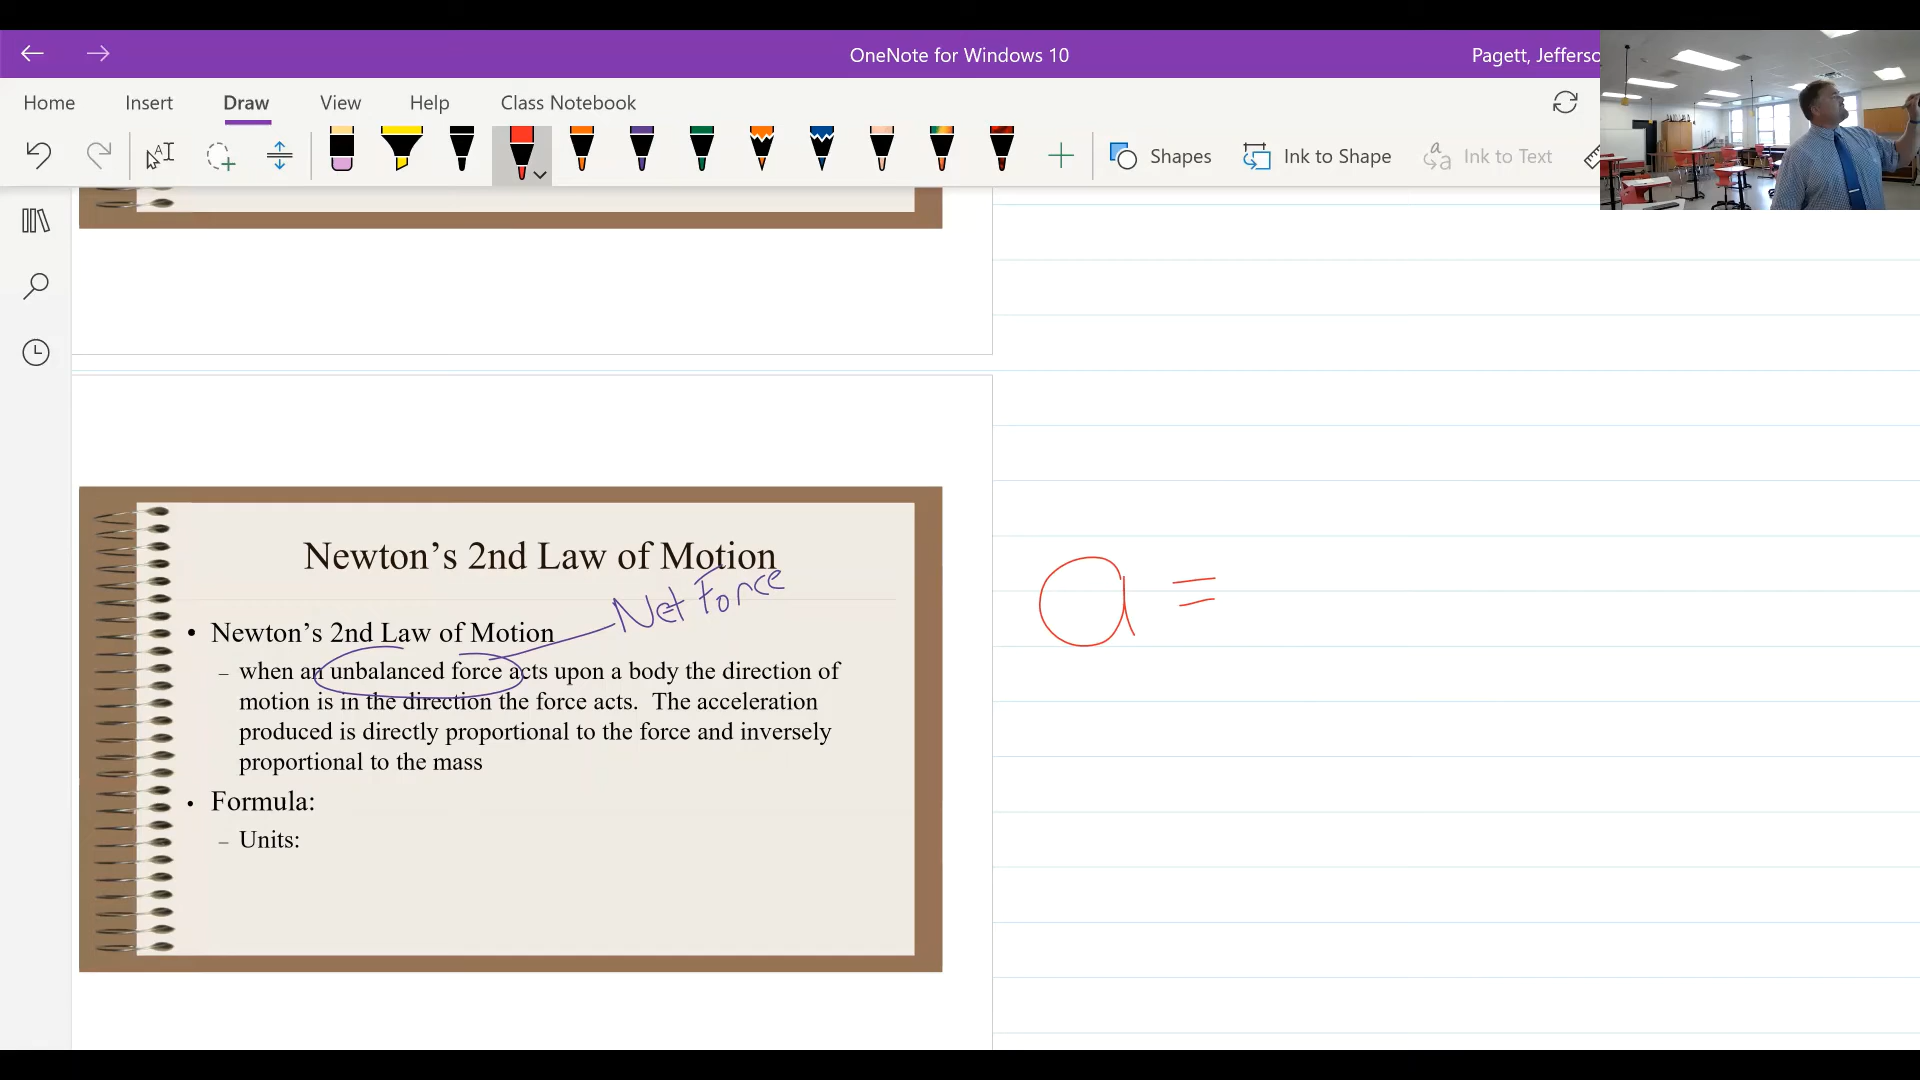 OneNote for Windows 10
Pagett, Jefferso
Home Insert Draw View Help Class Notebook
Shapes Ink to Shape Ink to Text
Newton’s 2nd Law of Motion
Net Force
• Newton’s 2nd Law of Motion
– when an unbalanced force acts upon a body the direction of
motion is in the direction the force acts. The acceleration
produced is directly proportional to the force and inversely
proportional to the mass
• Formula:
– Units:
a =